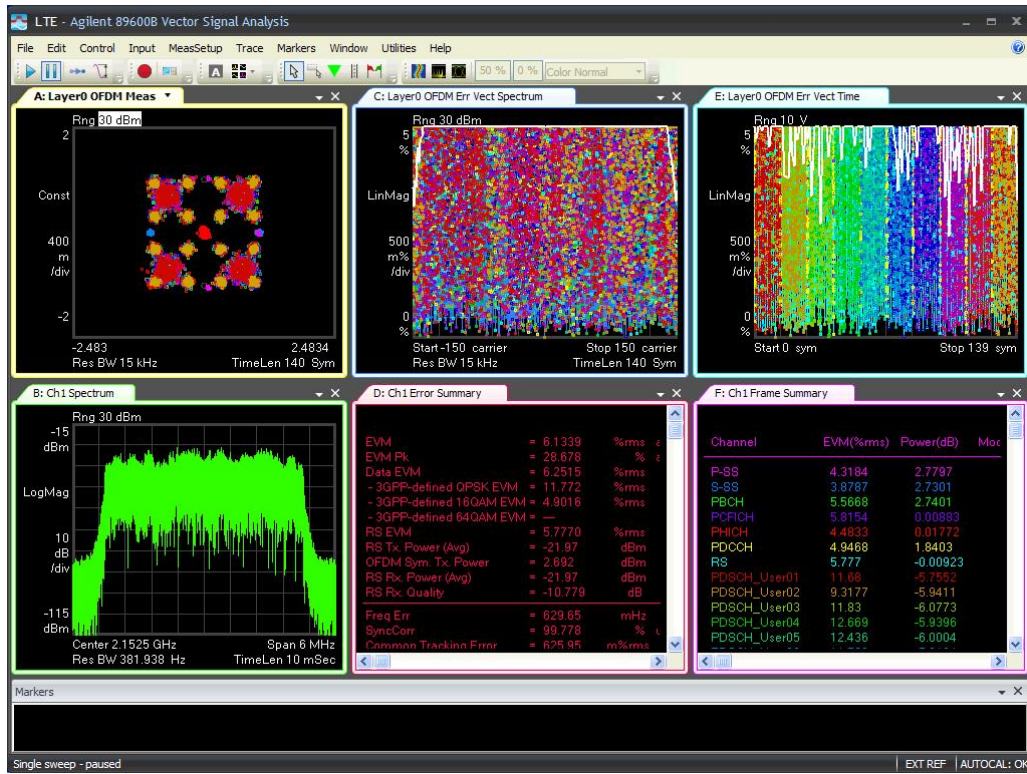 LTE - Agilent 89600B Vector Signal Analysis
File Edit Control Input MeasSetup Trace Markers Window Utilities Help
A 50 % 0 % Color Normal
A: Layer0 OFDM Meas
Rng 30 dBm
2
Const
400
m
/div
-2
-2.483 2.4834
Res BW 15 kHz TimeLen 140 Sym
C: Layer0 OFDM Err Vect Spectrum
Rng 30 dBm
5
%
LinMag
500
m%
/div
0
%
Start -150 carrier Stop 150 carrier
Res BW 15 kHz TimeLen 140 Sym
E: Layer0 OFDM Err Vect Time
Rng 10 V
5
%
LinMag
500
m%
/div
0
%
Start 0 sym Stop 139 sym
B: Ch1 Spectrum
Rng 30 dBm
-15
dBm
LogMag
10
dB
/div
-115
dBm
Center 2.1525 GHz Span 6 MHz
Res BW 381.938 Hz TimeLen 10 mSec
D: Ch1 Error Summary
EVM = 6.1339 %rms
EVM Pk = 28.678 %
Data EVM = 6.2515 %rms
- 3GPP-defined QPSK EVM = 11.772 %rms
- 3GPP-defined 16QAM EVM = 4.9016 %rms
- 3GPP-defined 64QAM EVM = —
RS EVM = 5.7770 %rms
RS Tx. Power (Avg) = -21.97 dBm
OFDM Sym. Tx. Power = 2.692 dBm
RS Rx. Power (Avg) = -21.97 dBm
RS Rx. Quality = -10.779 dB
Freq Err = 629.65 mHz
SyncCorr = 99.778 %
Common Tracking Error = 625.95 m%rms
F: Ch1 Frame Summary
Channel EVM(%rms) Power(dB) Moc
P-SS 4.3184 2.7797
S-SS 3.8787 2.7301
PBCH 5.5668 2.7401
PCFICH 5.8154 0.00883
PHICH 4.4833 0.01772
PDCCH 4.9468 1.8403
RS 5.777 -0.00923
PDSCH_User01 11.68 -5.7552
PDSCH_User02 9.3177 -5.9411
PDSCH_User03 11.83 -6.0773
PDSCH_User04 12.669 -5.9396
PDSCH_User05 12.436 -6.0004
Markers
Single sweep - paused EXT REF AUTOCAL: OK